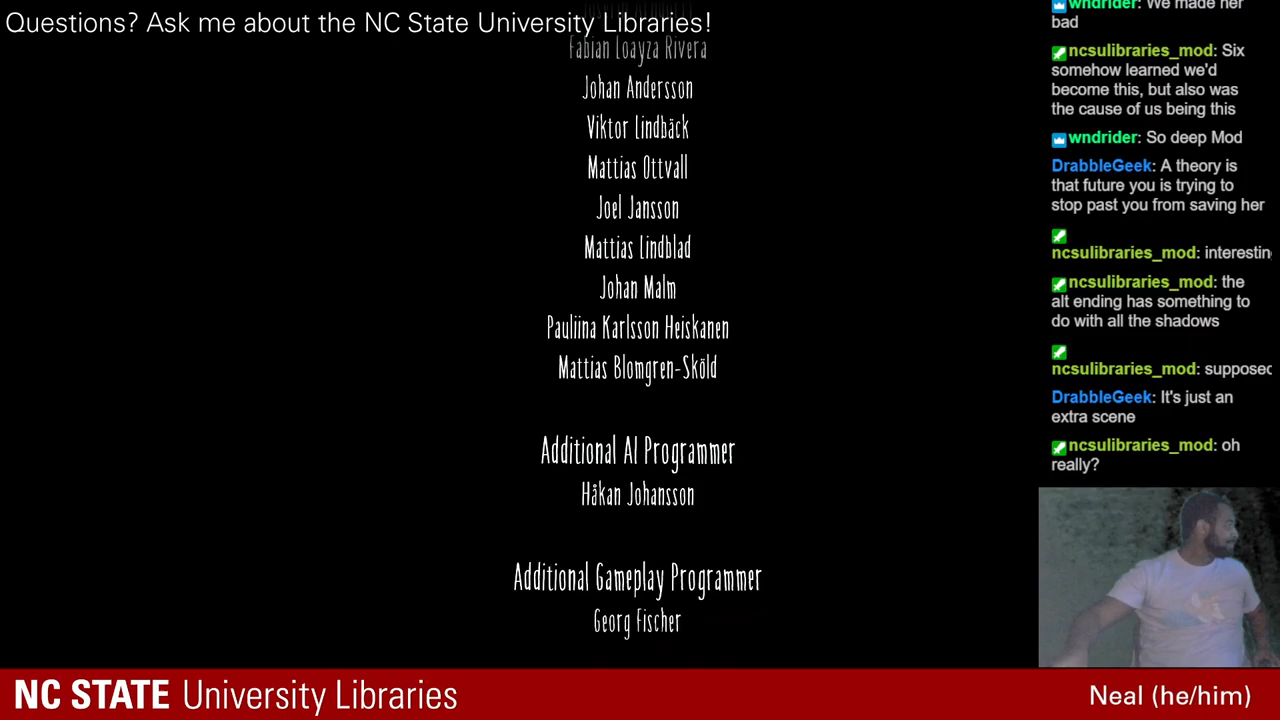 Questions? Ask me about the NC State University Libraries!
Fabian Loayza Rivera
Johan Andersson
Viktor Lindbäck
Mattias Ottvall
Joel Jansson
Mattias Lindblad
Johan Malm
Pauliina Karlsson Heiskanen
Mattias Blomgren-Sköld
Additional AI Programmer
Håkan Johansson
Additional Gameplay Programmer
Georg Fischer
wndrider: We made her
bad
ncsulibraries_mod: Six
somehow learned we'd
become this, but also was
the cause of us being this
wndrider: So deep Mod
DrabbleGeek: A theory is
that future you is trying to
stop past you from saving her
ncsulibraries_mod: interestin
ncsulibraries_mod: the
alt ending has something to
do with all the shadows
ncsulibraries_mod: supposed
DrabbleGeek: It's just an
extra scene
ncsulibraries_mod: oh
really?
NC STATE University Libraries
Neal (he/him)